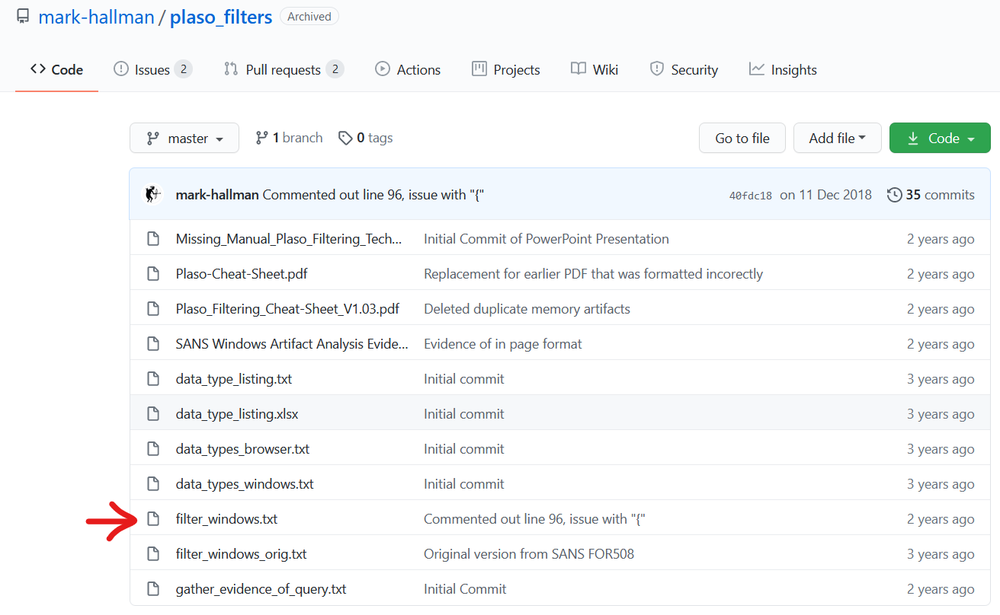 mark-hallman / plaso_filters Archived
Code Issues 2 Pull requests 2 Actions Projects Wiki Security Insights
master 1 branch 0 tags Go to file Add file Code
mark-hallman Commented out line 96, issue with "{" 40fdc18 on 11 Dec 2018 35 commits
Missing_Manual_Plaso_Filtering_Tech... Initial Commit of PowerPoint Presentation 2 years ago
Plaso-Cheat-Sheet.pdf Replacement for earlier PDF that was formatted incorectly 2 years ago
Plaso_Filtering_Cheat-Sheet_V1.03.pdf Deleted duplicate memory artifacts 2 years ago
SANS Windows Artifact Analysis Evide... Evidence of in page format 2 years ago
data_type_listing.txt Initial commit 3 years ago
data_type_listing.xlsx Initial commit 3 years ago
data_types_browser.txt Initial commit 3 years ago
data_types_windows.txt Initial commit 3 years ago
filter_windows.txt Commented out line 96, issue with "{" 2 years ago
filter_windows_orig.txt Original version from SANS FOR508 3 years ago
gather_evidence_of_query.txt Initial Commit 2 years ago